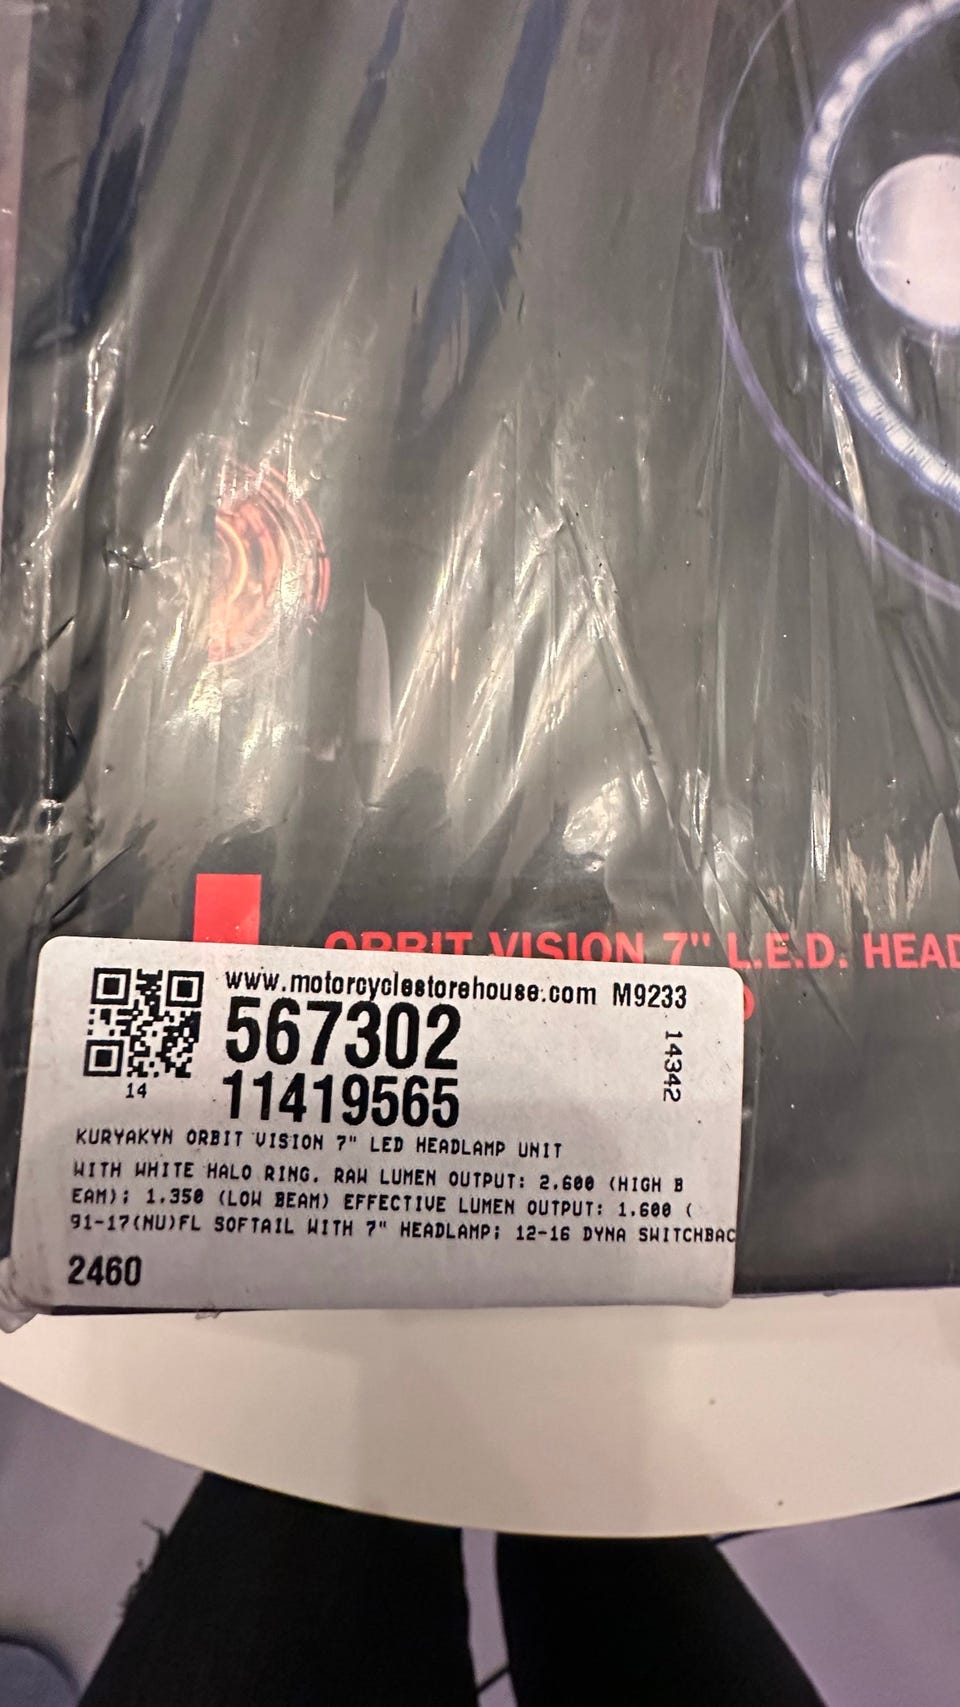 ORBIT VISION 7" L.E.D. HEAD
www.motorcyclestorehouse.com M9233
567302
11419565
14342
14
KURYAKYN ORBIT VISION 7" LED HEADLAMP UNIT
WITH WHITE HALO RING. RAW LUMEN OUTPUT: 2.600 (HIGH B
EAM); 1.350 (LOW BEAM) EFFECTIVE LUMEN OUTPUT: 1.600 (
91-17(NU)FL SOFTAIL WITH 7" HEADLAMP; 12-16 DYNA SWITCHBAC
2460